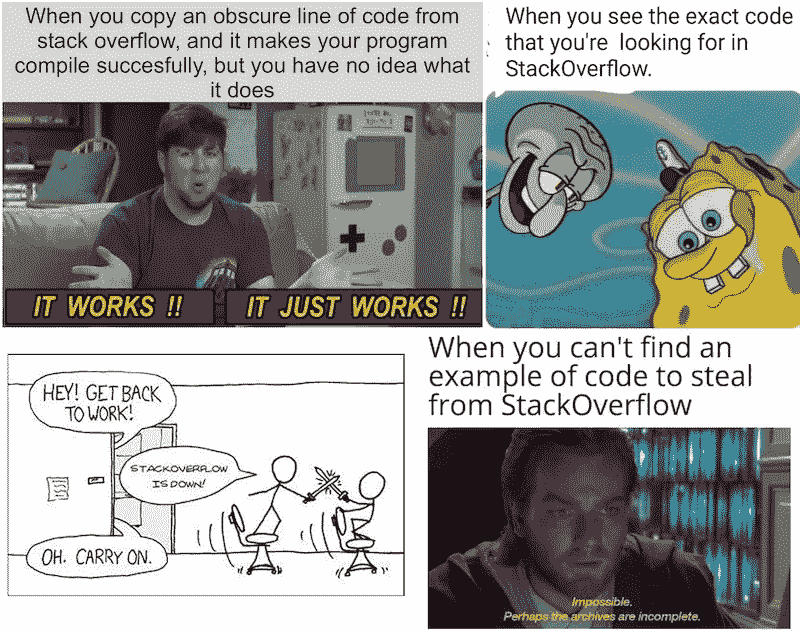 When you copy an obscure line of code from
stack overflow, and it makes your program
compile succesfully, but you have no idea what
it does
IT WORKS !!
IT JUST WORKS !!
When you see the exact code
that you're looking for in
StackOverflow.
HEY! GET BACK
TO WORK!
STACKOVERFLOW
IS DOWN!
OH. CARRY ON.
When you can't find an
example of code to steal
from StackOverflow
Impossible.
Perhaps the archives are incomplete.